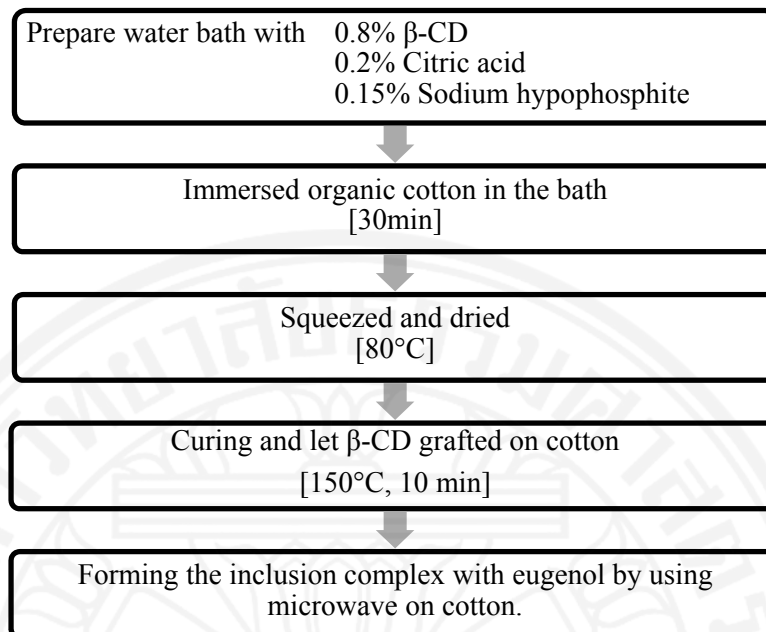 Prepare water bath with 0.8% β-CD
0.2% Citric acid
0.15% Sodium hypophosphite
Immersed organic cotton in the bath
[30min]
Squeezed and dried
[80°C]
Curing and let β-CD grafted on cotton
[150°C, 10 min]
Forming the inclusion complex with eugenol by using
microwave on cotton.